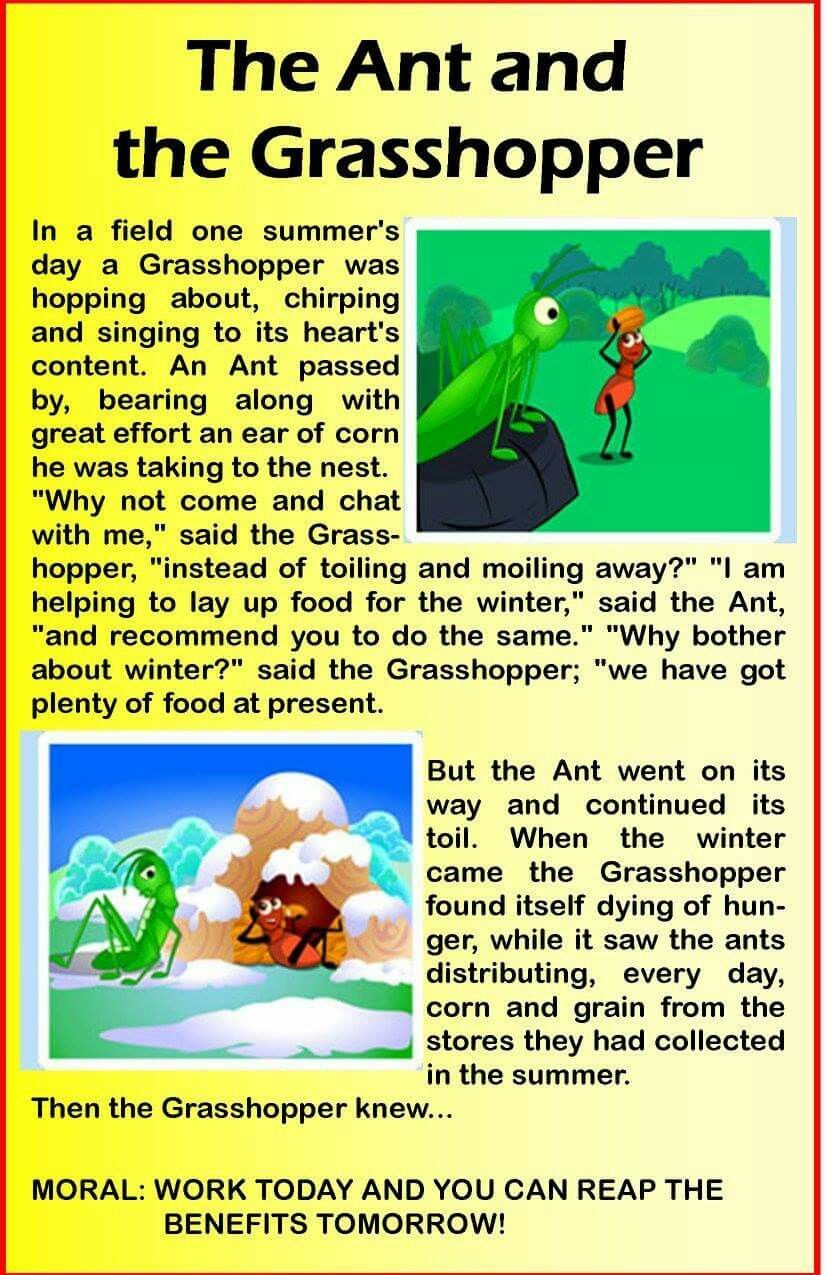 The Ant and
the Grasshopper
In a field one summer's
day a Grasshopper was
hopping about, chirping
and singing to its heart's
content. An Ant passed
by, bearing along with
great effort an ear of corn
he was taking to the nest.
"Why not come and chat
with me," said the Grass-
hopper, "instead of toiling and moiling away?" "I am
helping to lay up food for the winter," said the Ant,
"and recommend you to do the same." "Why bother
about winter?" said the Grasshopper; "we have got
plenty of food at present.
But the Ant went on its
way and continued its
toil. When the winter
came the Grasshopper
found itself dying of hun-
ger, while it saw the ants
distributing, every day,
corn and grain from the
stores they had collected
in the summer.
Then the Grasshopper knew...
MORAL: WORK TODAY AND YOU CAN REAP THE
BENEFITS TOMORROW!